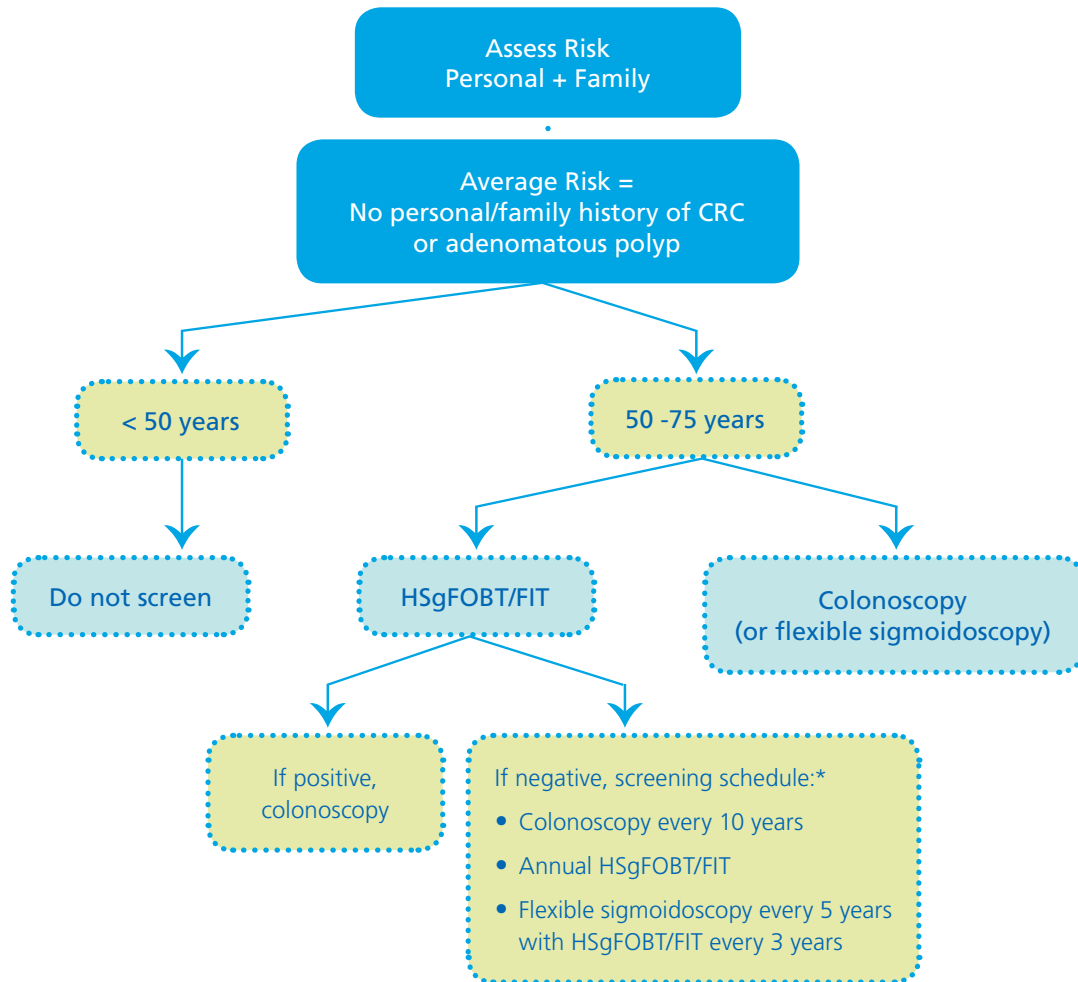 Assess Risk
Personal + Family
Average Risk =
No personal/family history of CRC
or adenomatous polyp
< 50 years
50 -75 years
Do not screen
HSgFOBT/FIT
Colonoscopy
(or flexible sigmoidoscopy)
If positive,
colonoscopy
If negative, screening schedule:*
• Colonoscopy every 10 years
• Annual HSgFOBT/FIT
• Flexible sigmoidoscopy every 5 years
with HSgFOBT/FIT every 3 years